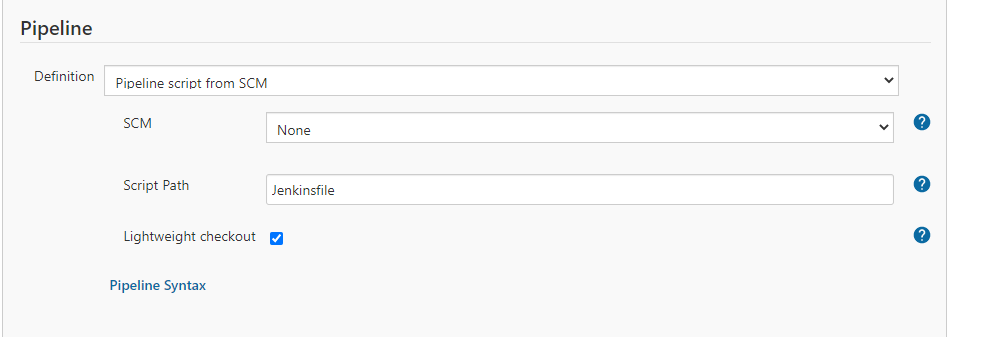 Pipeline
Definition Pipeline script from SCM
SCM None ?
Script Path Jenkinsfile ?
Lightweight checkout ?
Pipeline Syntax